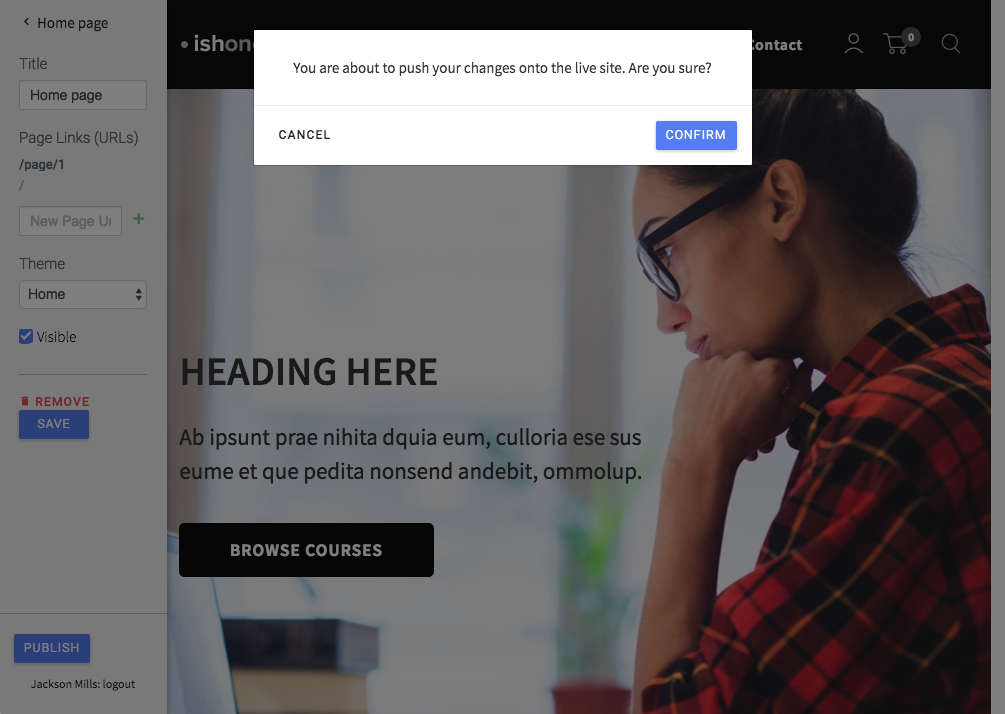 Home page
Title
Home page
Page Links (URLs)
/page/1
/
New Page
Theme
Home
Visible
REMOVE
SAVE
PUBLISH
Jackson Mills: logout
Contact
0
You are about to push your changes onto the live site. Are you sure?
CANCEL
CONFIRM
HEADING HERE
Ab ipsunt prae nihita dquia eum, culloria ese sus
eume et que pedita nonsend andebit, ommolup.
BROWSE COURSES